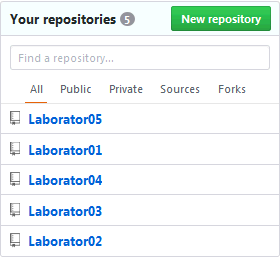 Your repositories 5 New repository
Find a repository...
All Public Private Sources Forks
Laborator05
Laborator01
Laborator04
Laborator03
Laborator02